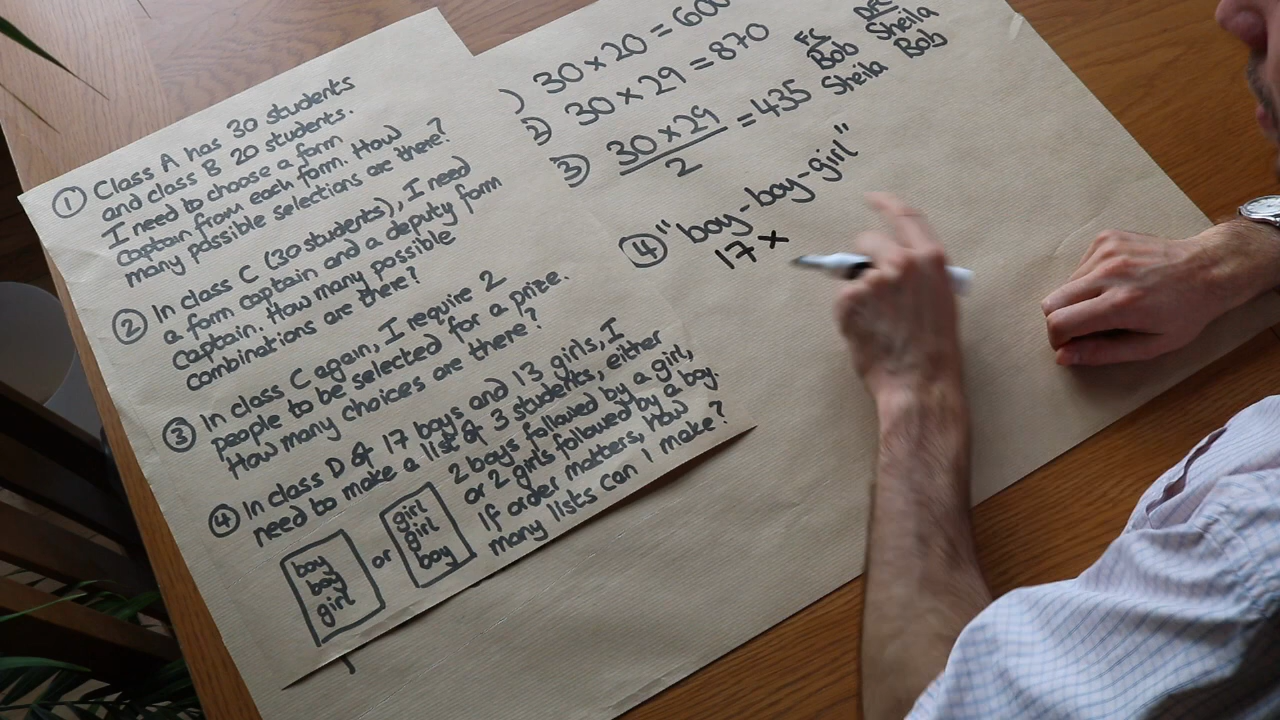 ① Class A has 30 students
and class B 20 students.
I need to choose a form
captain from each form. How
many possible selections are there?
② In class C (30 students), I need
a form captain and a deputy form
captain. How many possible
combinations are there?
③ In class C again, I require 2
people to be selected for a prize.
How many choices are there?
④ In class D of 17 boys and 13 girls, I
need to make a list of 3 students, either
2 boys followed by a girl,
or 2 girls followed by a boy.
If order matters, how
many lists can I make?
boy
boy
girl
or
girl
girl
boy
) 30 × 20 = 600
2) 30 × 29 = 870
3) 30 × 29 / 2 = 435
FC DFC
Bob Sheila
Sheila Bob
④ "boy-boy-girl"
17 ×